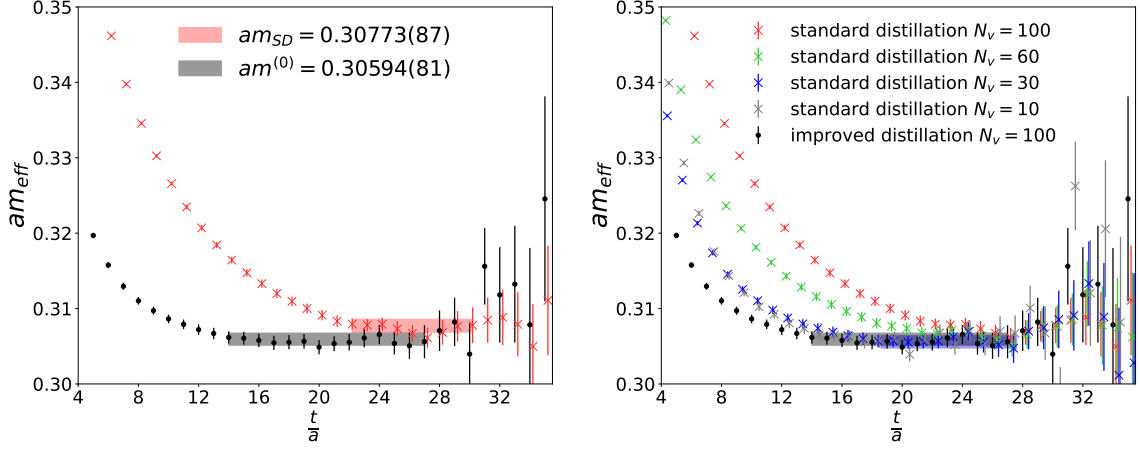 0.35
0.34
0.33
0.32
0.31
0.30
am_eff
4 8 12 16 20 24 28 32
t/a
am_SD = 0.30773(87)
am^(0) = 0.30594(81)
0.35
0.34
0.33
0.32
0.31
0.30
am_eff
4 8 12 16 20 24 28 32
t/a
standard distillation N_v = 100
standard distillation N_v = 60
standard distillation N_v = 30
standard distillation N_v = 10
improved distillation N_v = 100